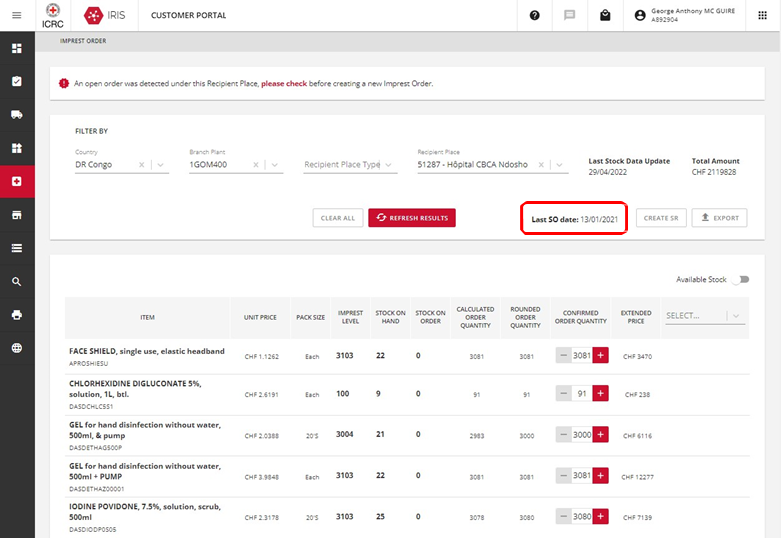 ICRC
IRIS
CUSTOMER PORTAL
George Anthony MC GUIRE
A892904
IMPREST ORDER
An open order was detected under this Recipient Place, please check before creating a new Imprest Order.
FILTER BY
Country
DR Congo
Branch Plant
1GOM400
Recipient Place Type
Recipient Place
51287 - Hôpital CBCA Ndosho
Last Stock Data Update
29/04/2022
Total Amount
CHF 2119828
CLEAR ALL
REFRESH RESULTS
Last SO date: 13/01/2021
CREATE SR
EXPORT
Available Stock
ITEM UNIT PRICE PACK SIZE IMPREST LEVEL STOCK ON HAND STOCK ON ORDER CALCULATED ORDER QUANTITY ROUNDED ORDER QUANTITY CONFIRMED ORDER QUANTITY EXTENDED PRICE SELECT...
FACE SHIELD, single use, elastic headband
APROSHIESU
CHF 1.1262 Each 3103 22 0 3081 3081 − 3081 + CHF 3470
CHLORHEXIDINE DIGLUCONATE 5%,
solution, 1L, btl.
DASDCHLC5S1
CHF 2.6191 Each 100 9 0 91 91 − 91 + CHF 238
GEL for hand disinfection without water,
500ml, & pump
DASDETHAG500P
CHF 2.0388 20'S 3004 21 0 2983 3000 − 3000 + CHF 6116
GEL for hand disinfection without water,
500ml + PUMP
DASDETHAZ00001
CHF 3.9848 Each 3103 22 0 3081 3081 − 3081 + CHF 12277
IODINE POVIDONE, 7.5%, solution, scrub,
500ml
DASDIODP0S05
CHF 2.3178 20'S 3103 25 0 3078 3080 − 3080 + CHF 7139